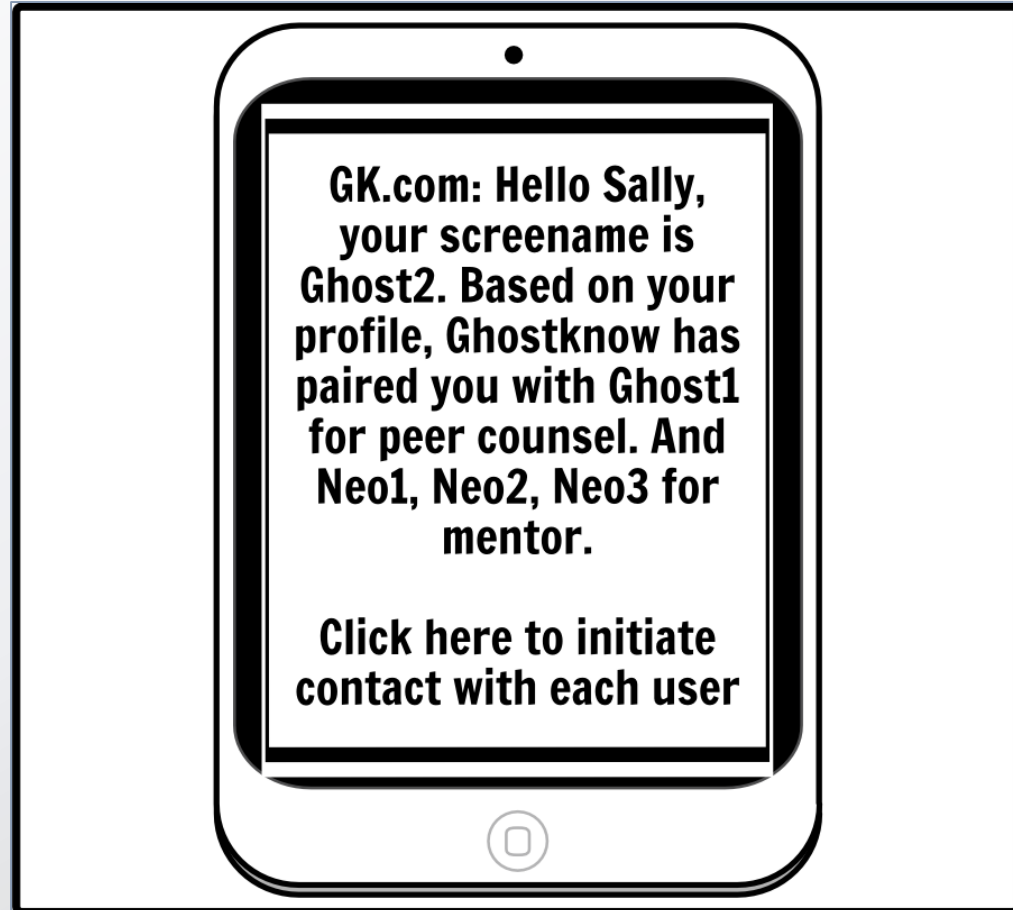 GK.com: Hello Sally,
your screename is
Ghost2. Based on your
profile, Ghostknow has
paired you with Ghost1
for peer counsel. And
Neo1, Neo2, Neo3 for
mentor.
Click here to initiate
contact with each user